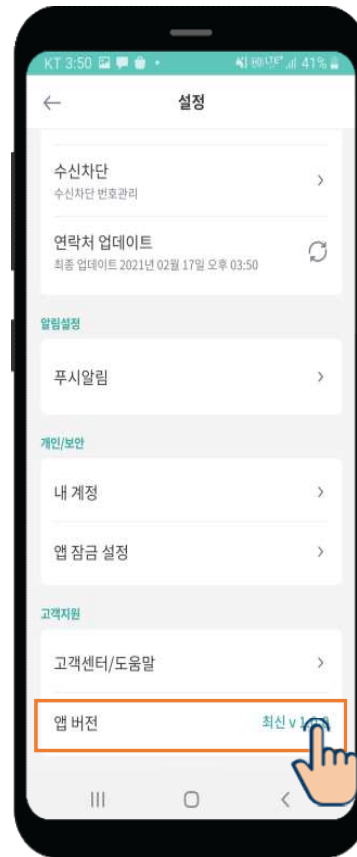 KT 3:50
41%
설정
수신차단
수신차단 번호관리
연락처 업데이트
최종 업데이트 2021년 02월 17일 오후 03:50
알림설정
푸시알림
개인/보안
내 계정
앱 잠금 설정
고객지원
고객센터/도움말
앱 버전
최신 v